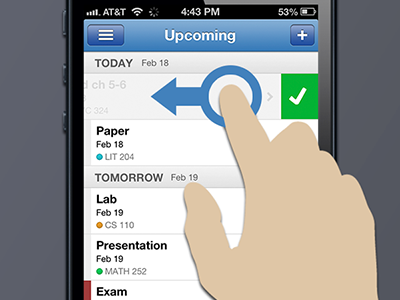 AT&T 4:43 PM 53%
Upcoming
TODAY Feb 18
ch 5-6
324
Paper
Feb 18
LIT 204
TOMORROW Feb 19
Lab
Feb 19
CS 110
Presentation
Feb 19
MATH 252
Exam